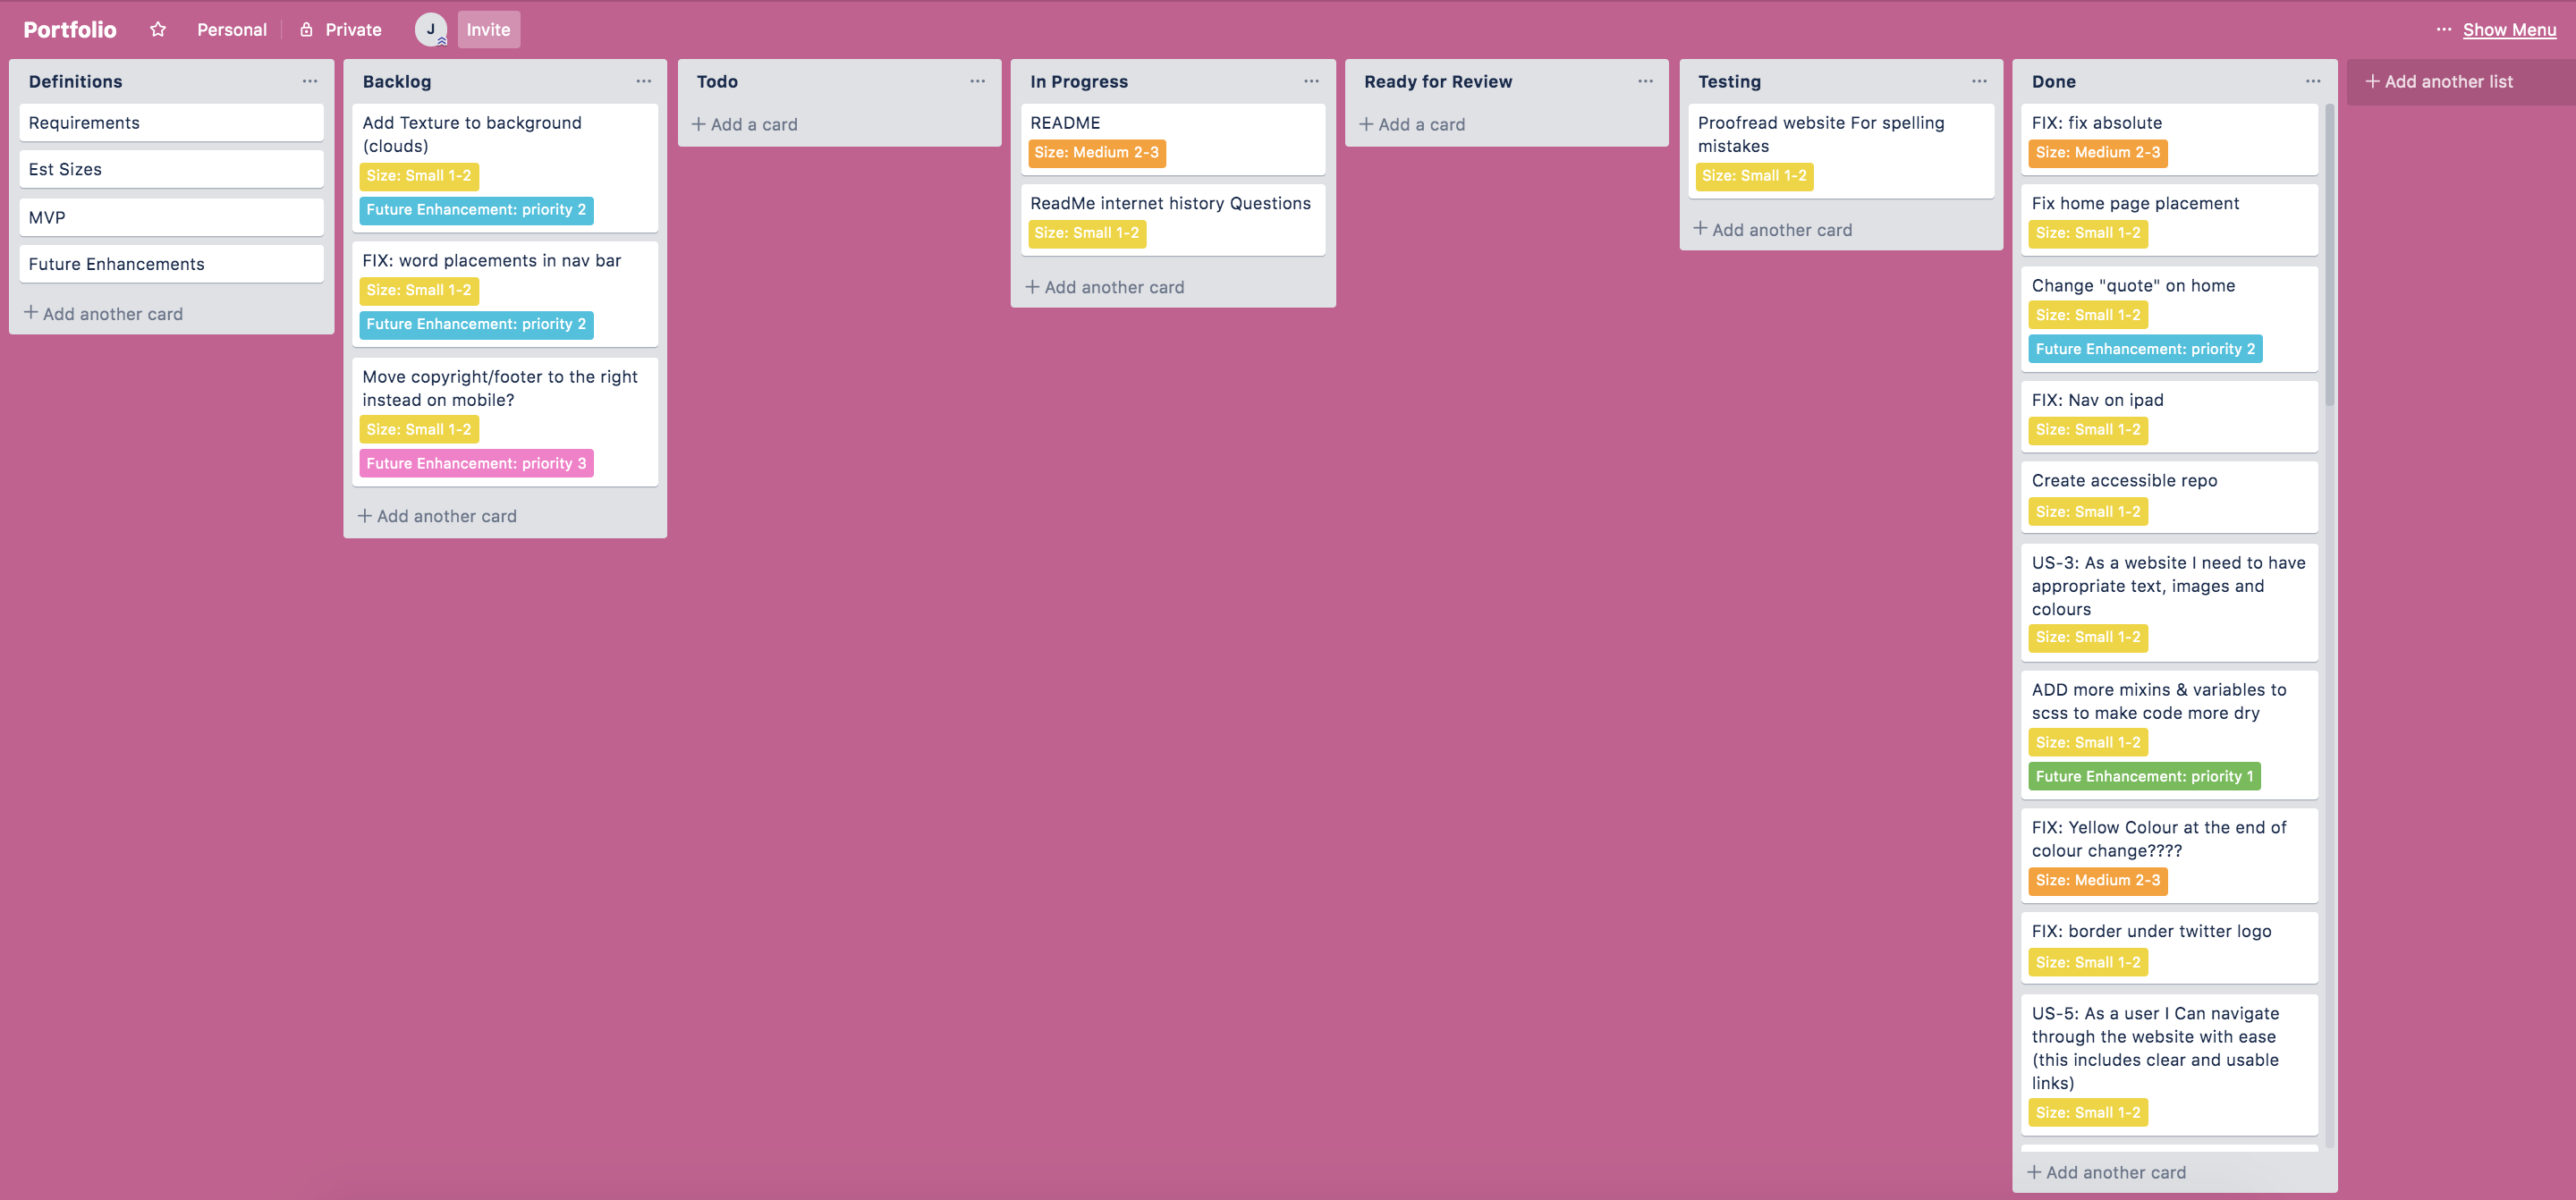 Portfolio
Personal
Private
J
Invite
Show Menu
Definitions
Requirements
Est Sizes
MVP
Future Enhancements
Add another card
Backlog
Add Texture to background
(clouds)
Size: Small 1-2
Future Enhancement: priority 2
FIX: word placements in nav bar
Size: Small 1-2
Future Enhancement: priority 2
Move copyright/footer to the right
instead on mobile?
Size: Small 1-2
Future Enhancement: priority 3
Add another card
Todo
Add a card
In Progress
README
Size: Medium 2-3
ReadMe internet history Questions
Size: Small 1-2
Add another card
Ready for Review
Add a card
Testing
Proofread website For spelling
mistakes
Size: Small 1-2
Add another card
Done
FIX: fix absolute
Size: Medium 2-3
Fix home page placement
Size: Small 1-2
Change "quote" on home
Size: Small 1-2
Future Enhancement: priority 2
FIX: Nav on ipad
Size: Small 1-2
Create accessible repo
Size: Small 1-2
US-3: As a website I need to have
appropriate text, images and
colours
Size: Small 1-2
ADD more mixins & variables to
scss to make code more dry
Size: Small 1-2
Future Enhancement: priority 1
FIX: Yellow Colour at the end of
colour change????
Size: Medium 2-3
FIX: border under twitter logo
Size: Small 1-2
US-5: As a user I Can navigate
through the website with ease
(this includes clear and usable
links)
Size: Small 1-2
Add another card
Add another list